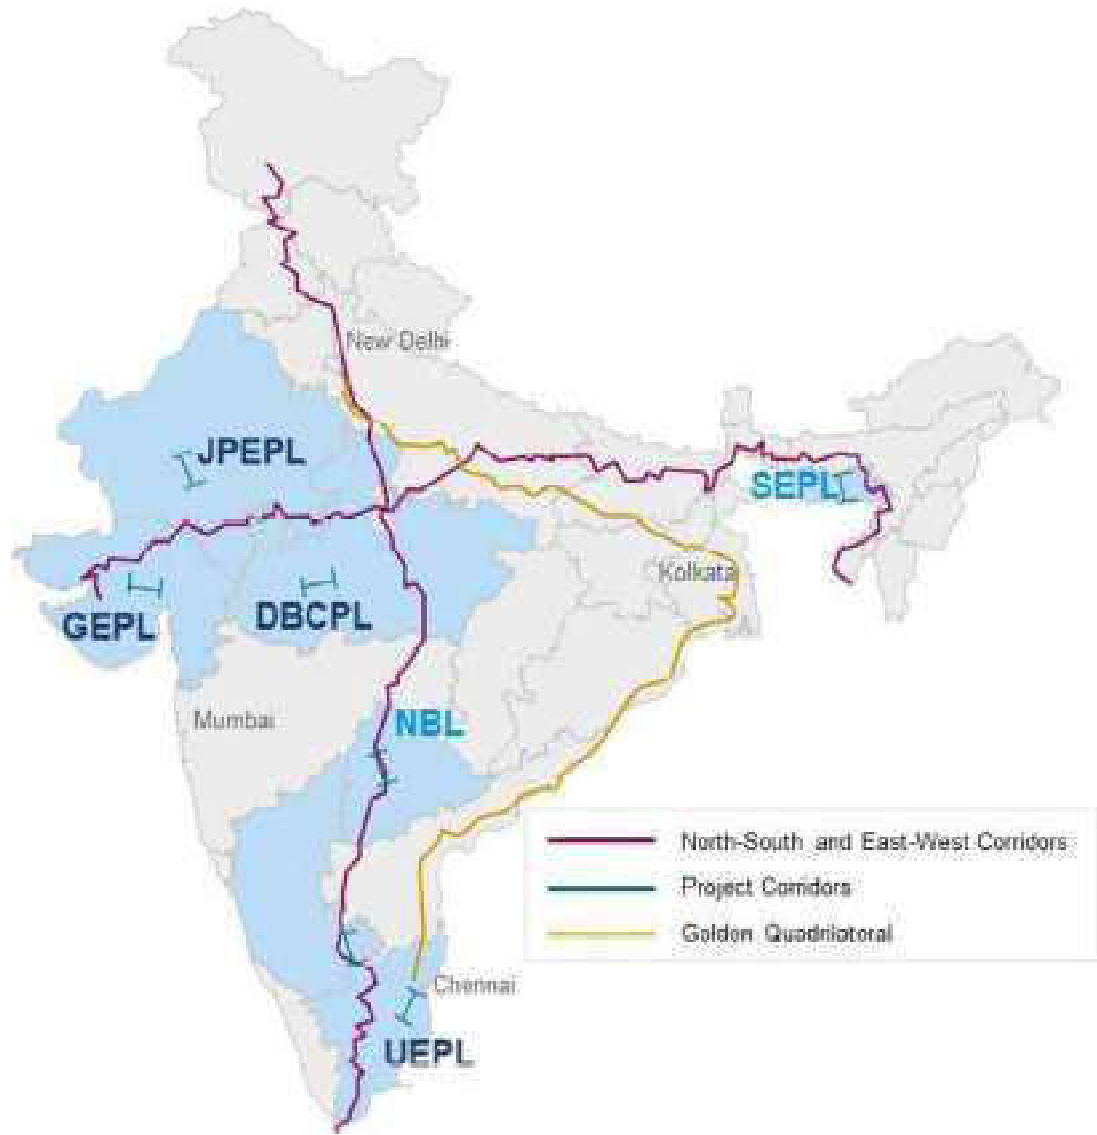 New Delhi
JPEPL
SEPL
Kolkata
GEPL
DBCPL
Mumbai
NBL
North-South and East-West Corridors
Project Corridors
Golden Quadrilateral
Chennai
UEPL